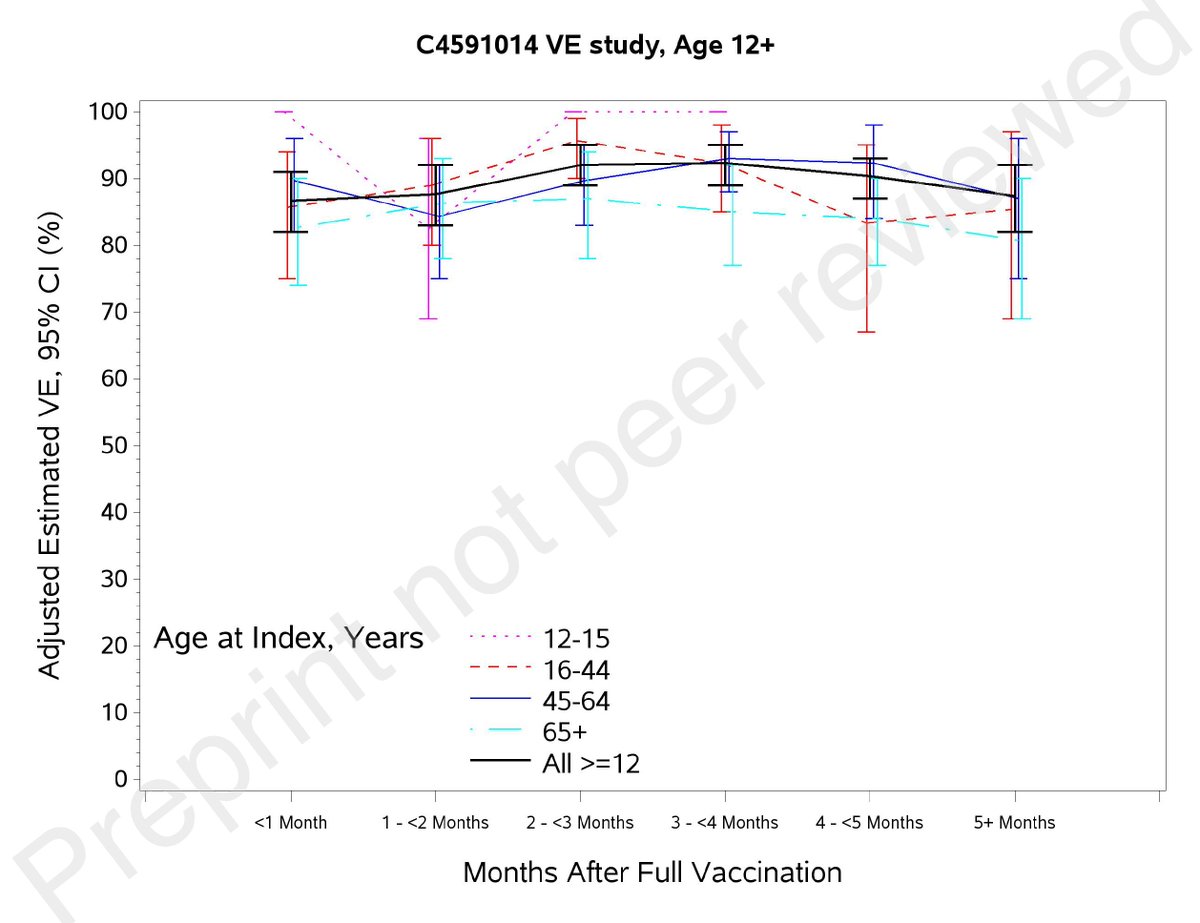 C4591014 VE study, Age 12+
Adjusted Estimated VE, 95% CI (%)
100
90
80
70
60
50
40
30
20
10
0
Age at Index, Years
12-15
16-44
45-64
65+
All >=12
<1 Month
1 - <2 Months
2 - <3 Months
3 - <4 Months
4 - <5 Months
5+ Months
Months After Full Vaccination
Preprint not peer reviewed